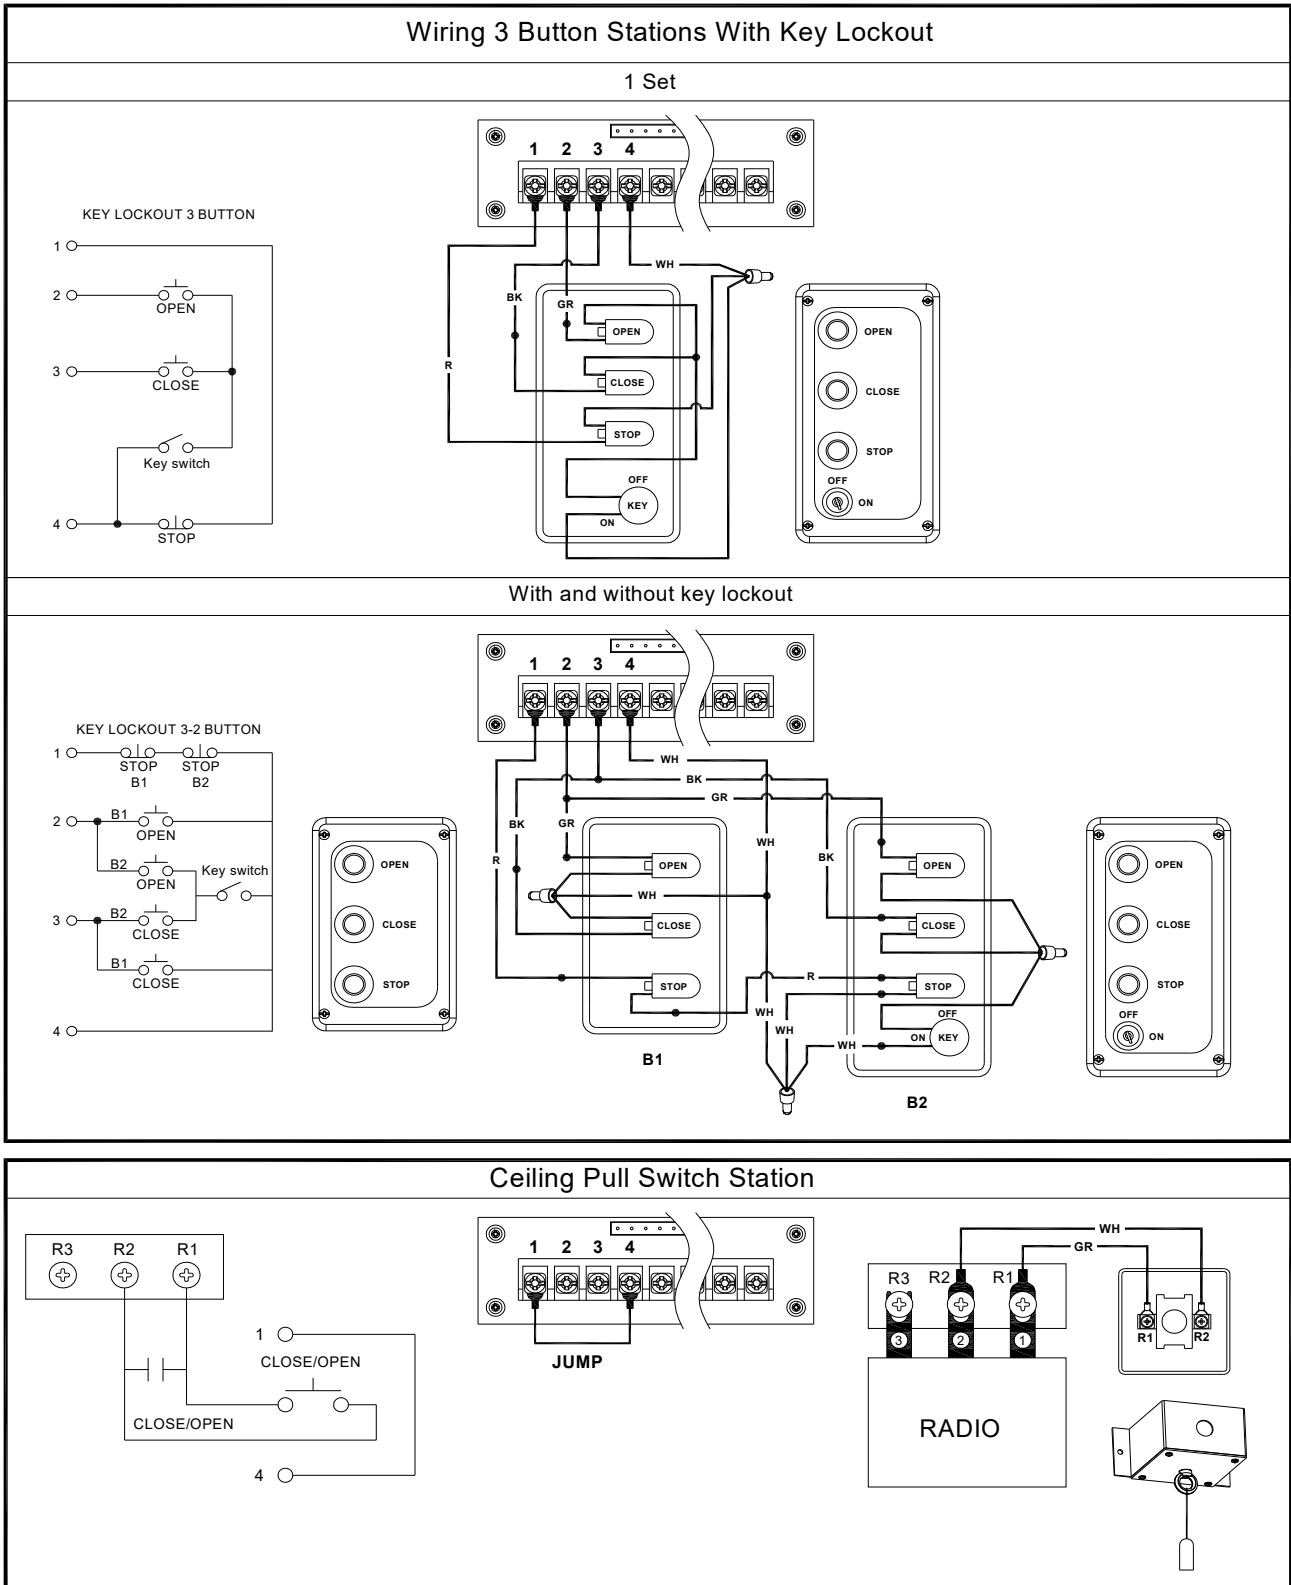 Wiring 3 Button Stations With Key Lockout
1 Set
1 2 3 4
KEY LOCKOUT 3 BUTTON
1
2
OPEN
3
CLOSE
Key switch
4
STOP
WH
BK
GR
R
OPEN
CLOSE
STOP
OFF
KEY
ON
OPEN
CLOSE
STOP
OFF
ON
With and without key lockout
1 2 3 4
KEY LOCKOUT 3-2 BUTTON
1
STOP STOP
B1 B2
2
B1
OPEN
B2
OPEN
Key switch
3
B2
CLOSE
B1
CLOSE
4
OPEN
CLOSE
STOP
WH
BK
GR
BK
GR
R
WH
BK
OPEN
WH
CLOSE
STOP
B1
R
WH
WH
WH
OPEN
CLOSE
STOP
OFF
ON
KEY
B2
OPEN
CLOSE
STOP
OFF
ON
Ceiling Pull Switch Station
R3 R2 R1
1
CLOSE/OPEN
CLOSE/OPEN
4
1 2 3 4
JUMP
WH
GR
R3 R2 R1
3 2 1
RADIO
R1 R2